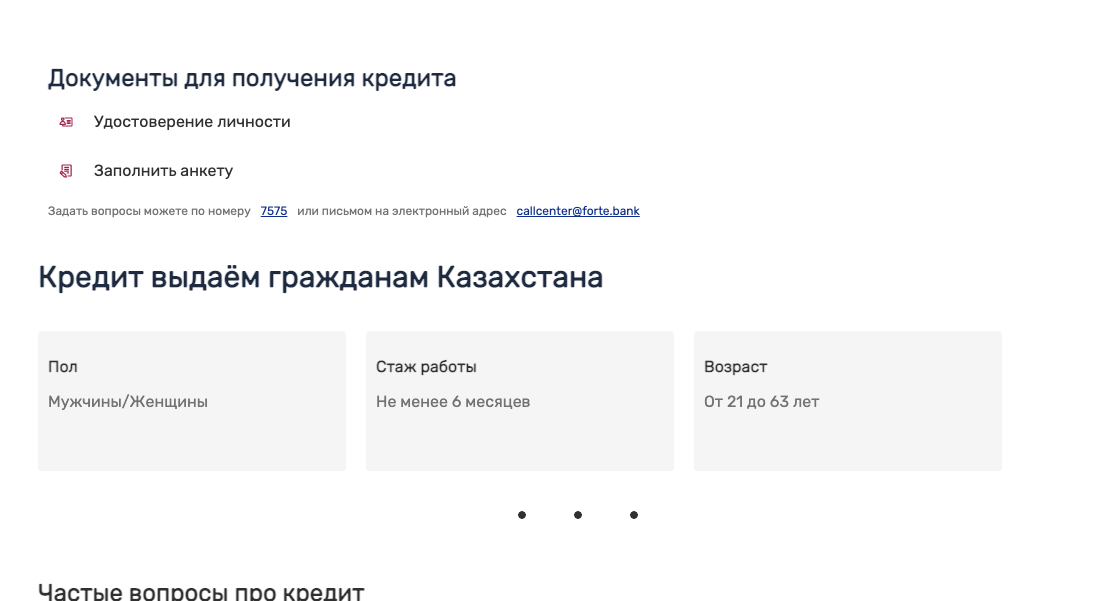 Документы для получения кредита
Удостоверение личности
Заполнить анкету
Задать вопросы можете по номеру 7575 или письмом на электронный адрес callcenter@forte.bank
Кредит выдаём гражданам Казахстана
Пол
Мужчины/Женщины
Стаж работы
Не менее 6 месяцев
Возраст
От 21 до 63 лет
Частые вопросы про кредит